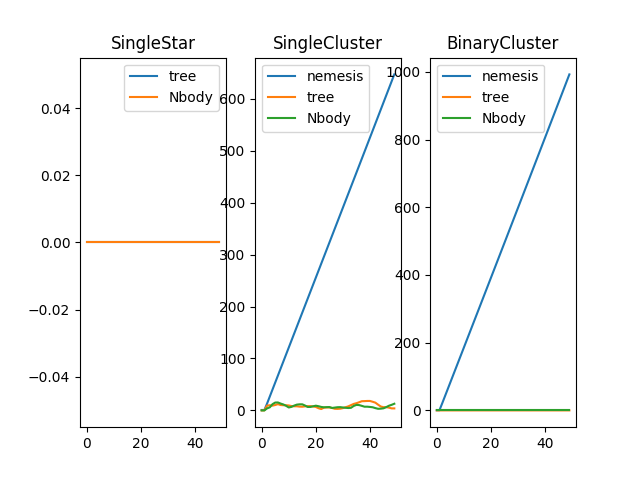 SingleStar
tree
Nbody
0.04
0.02
0.00
−0.02
−0.04
0 20 40
SingleCluster
nemesis
tree
Nbody
600
500
400
300
200
100
0
0 20 40
BinaryCluster
nemesis
tree
Nbody
1000
800
600
400
200
0
0 20 40